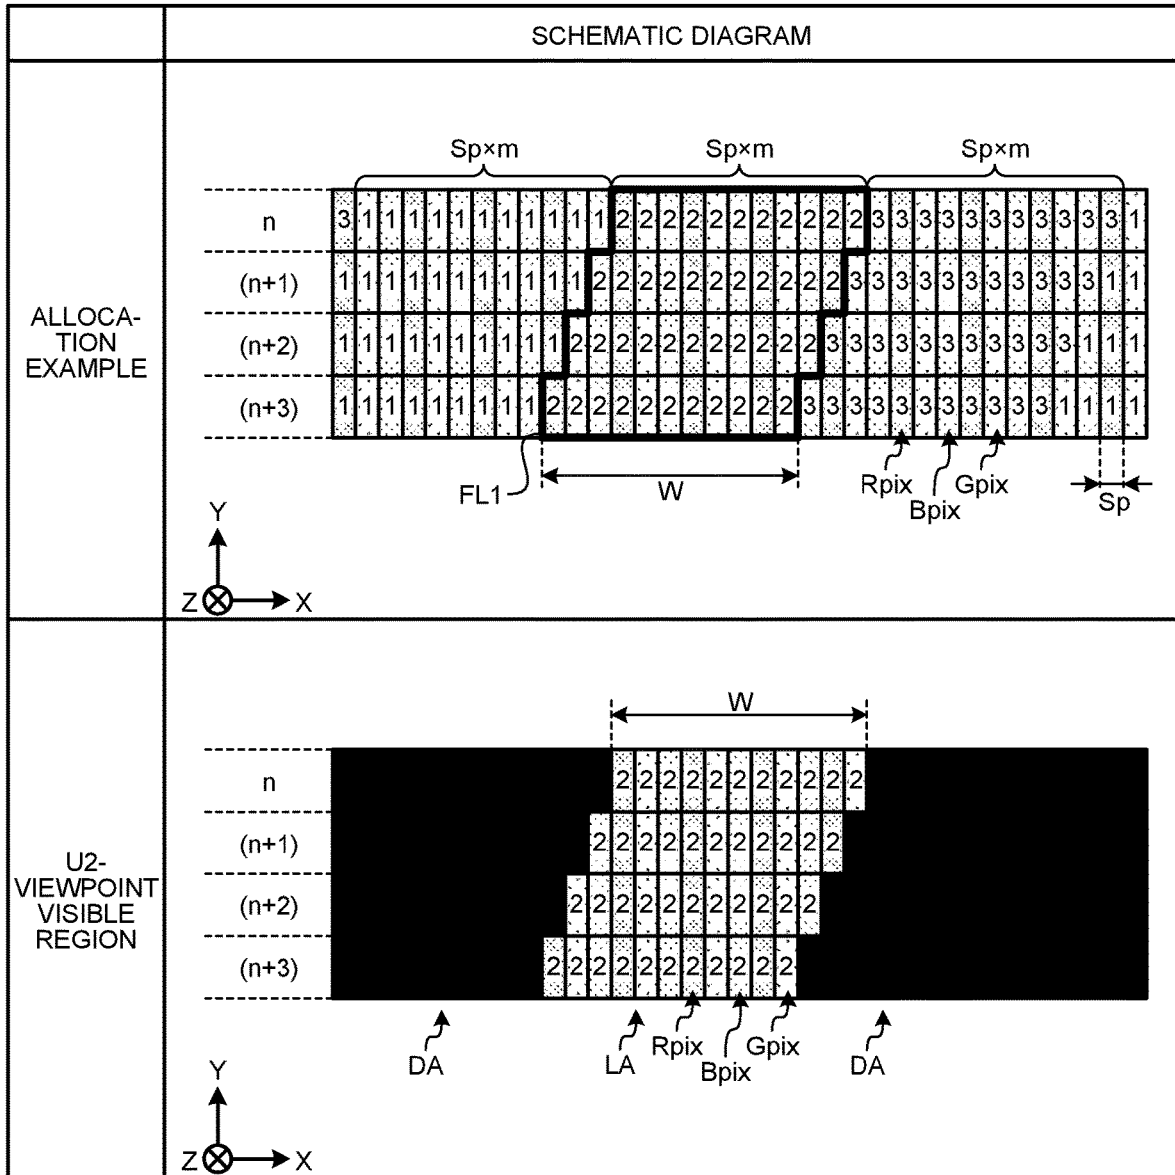 SCHEMATIC DIAGRAM
ALLOCA-
TION
EXAMPLE
Sp×m Sp×m Sp×m
n 3 1 1 1 1 1 1 1 1 1 1 1 2 2 2 2 2 2 2 2 2 2 2 3 3 3 3 3 3 3 3 3 3 3 1
(n+1) 1 1 1 1 1 1 1 1 1 1 1 2 2 2 2 2 2 2 2 2 2 2 3 3 3 3 3 3 3 3 3 3 3 1 1
(n+2) 1 1 1 1 1 1 1 1 1 1 2 2 2 2 2 2 2 2 2 2 2 3 3 3 3 3 3 3 3 3 3 3 1 1 1
(n+3) 1 1 1 1 1 1 1 1 1 2 2 2 2 2 2 2 2 2 2 2 3 3 3 3 3 3 3 3 3 3 3 1 1 1 1
FL1 W Rpix Bpix Gpix Sp
Y
Z X
U2-
VIEWPOINT
VISIBLE
REGION
W
n 2 2 2 2 2 2 2 2 2 2 2
(n+1) 2 2 2 2 2 2 2 2 2 2 2
(n+2) 2 2 2 2 2 2 2 2 2 2 2
(n+3) 2 2 2 2 2 2 2 2 2 2 2
DA LA Rpix Bpix Gpix DA
Y
Z X